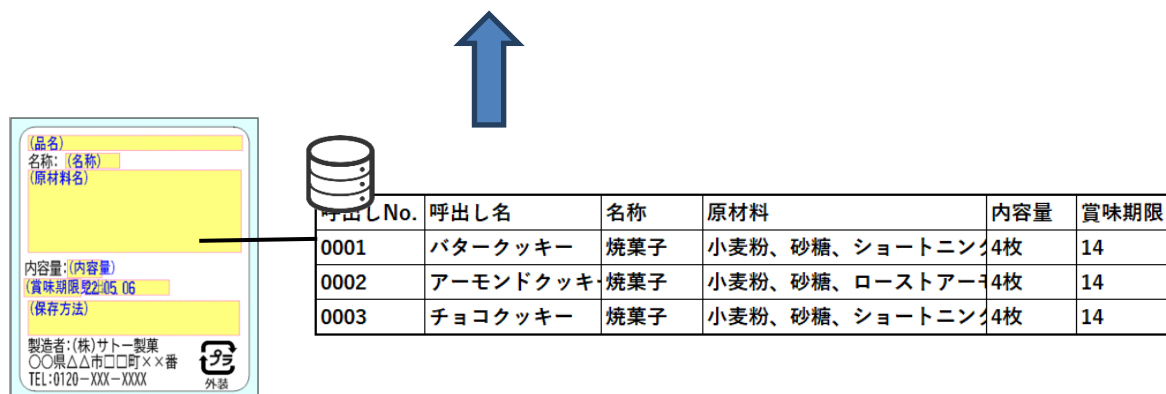 (品名)
名称: (名称)
(原材料名)
内容量:(内容量)
(賞味期限 22.05.06
(保存方法)
製造者:(株)サトー製菓
〇〇県△△市□□町××番
TEL:0120-XXX-XXXX
プラ
外装
呼出しNo. 呼出し名 名称 原材料 内容量 賞味期限
0001 バタークッキー 焼菓子 小麦粉、砂糖、ショートニン 4枚 14
0002 アーモンドクッキ 焼菓子 小麦粉、砂糖、ローストアー 4枚 14
0003 チョコクッキー 焼菓子 小麦粉、砂糖、ショートニン 4枚 14